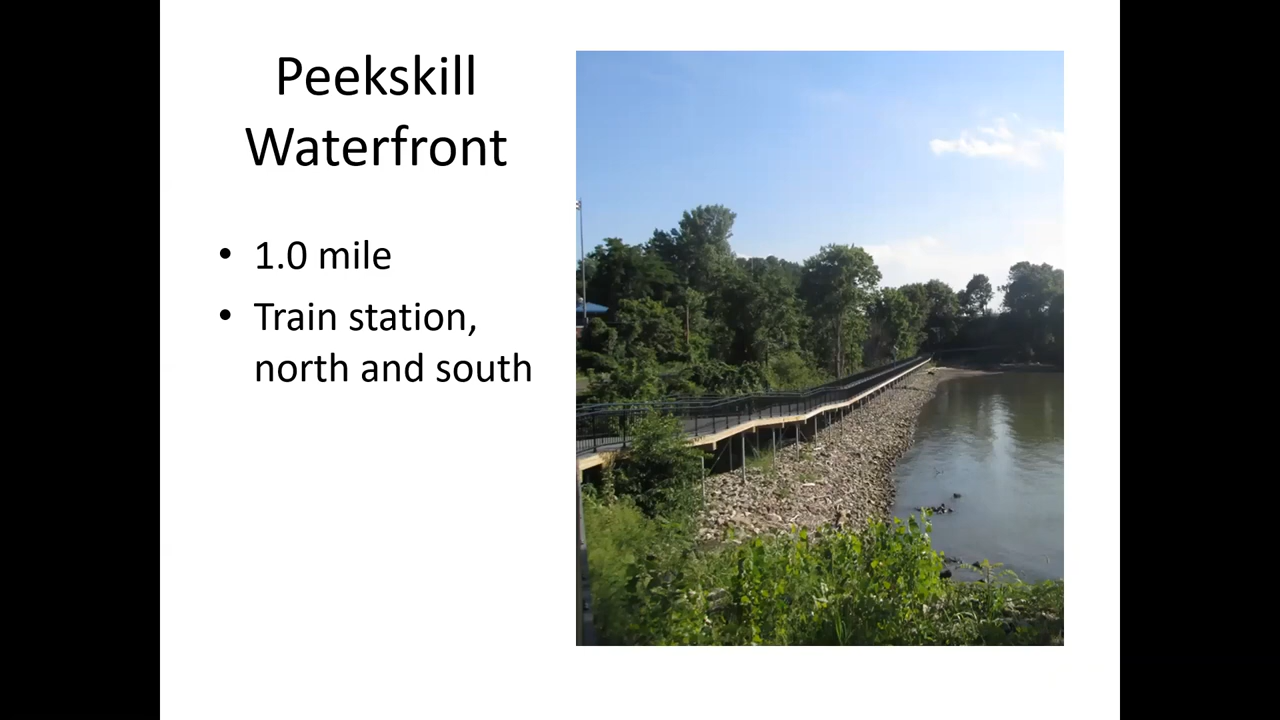 Peekskill
Waterfront
• 1.0 mile
• Train station,
north and south